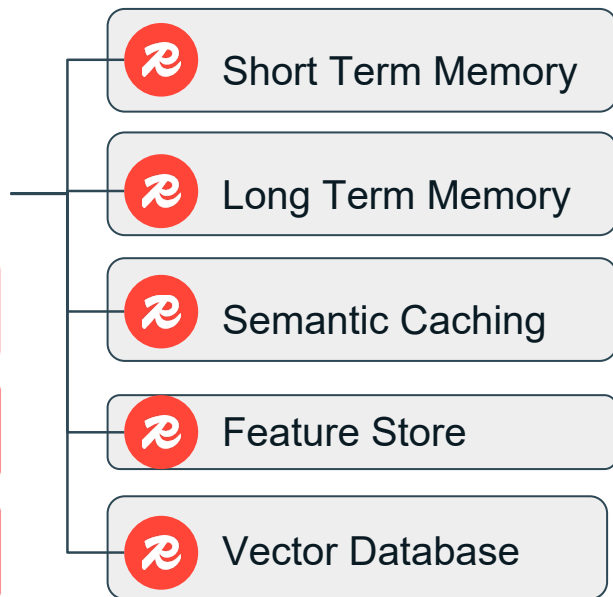 Short Term Memory
Long Term Memory
Semantic Caching
Feature Store
Vector Database